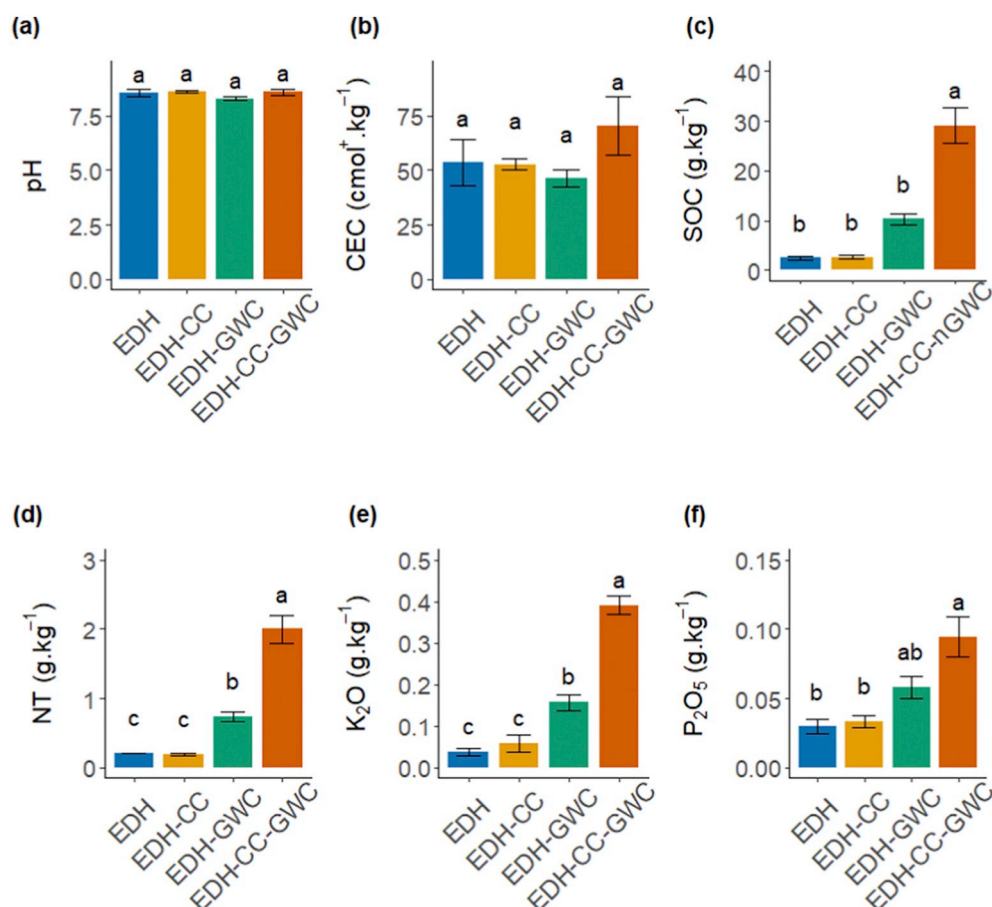 (a)
pH
7.5
5.0
2.5
0.0
a a a a
EDH
EDH-CC
EDH-GWC
EDH-CC-GWC
(b)
CEC (cmol⁺.kg⁻¹)
75
50
25
0
a a a a
EDH
EDH-CC
EDH-GWC
EDH-CC-GWC
(c)
SOC (g.kg⁻¹)
40
30
20
10
0
b b b a
EDH
EDH-CC
EDH-GWC
EDH-CC-nGWC
(d)
NT (g.kg⁻¹)
3
2
1
0
c c b a
EDH
EDH-CC
EDH-GWC
EDH-CC-GWC
(e)
K₂O (g.kg⁻¹)
0.5
0.4
0.3
0.2
0.1
0.0
c c b a
EDH
EDH-CC
EDH-GWC
EDH-CC-GWC
(f)
P₂O₅ (g.kg⁻¹)
0.15
0.10
0.05
0.00
b b ab a
EDH
EDH-CC
EDH-GWC
EDH-CC-GWC